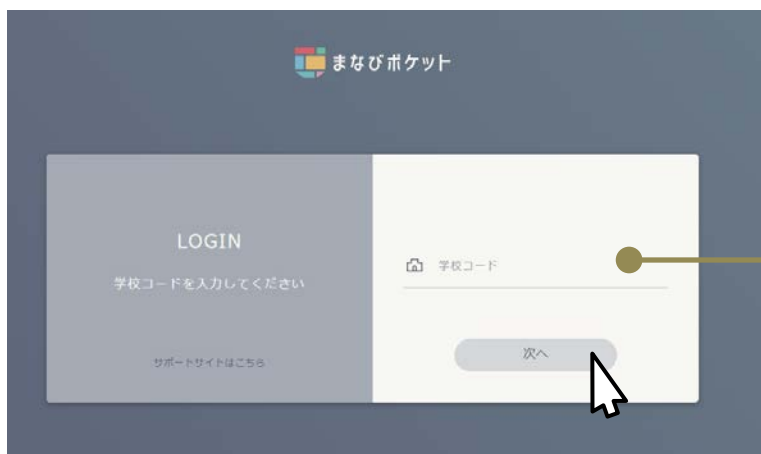 まなびポケット
LOGIN
学校コードを入力してください
サポートサイトはこちら
学校コード
次へ